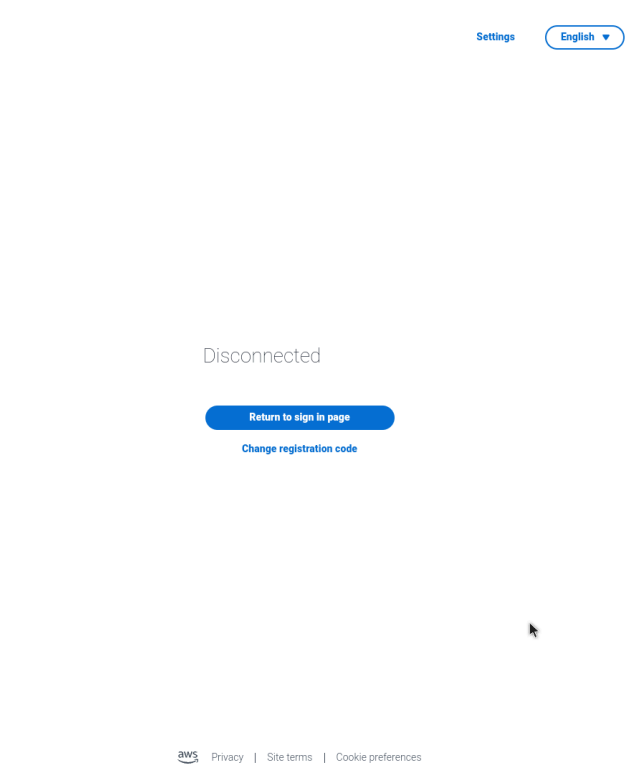 Settings
English
Disconnected
Return to sign in page
Change registration code
aws Privacy | Site terms | Cookie preferences